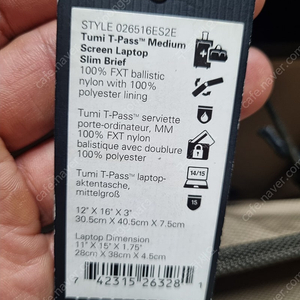 STYLE 026516ES2E
Tumi T-Pass™ Medium
Screen Laptop
Slim Brief
100% FXT ballistic
nylon with 100%
polyester lining
Tumi T-Pass™ serviette
porte-ordinateur, MM
100% FXT nylon
balistique avec doublure
100% polyester
Tumi T-Pass™ laptop-
aktentasche,
mittelgroß
14/15
15
12" X 16" X 3"
30.5cm X 40.5cm X 7.5cm
Laptop Dimension
11" X 15" X 1.75"
28cm X 38cm X 4.5cm
7 42315 26328 1